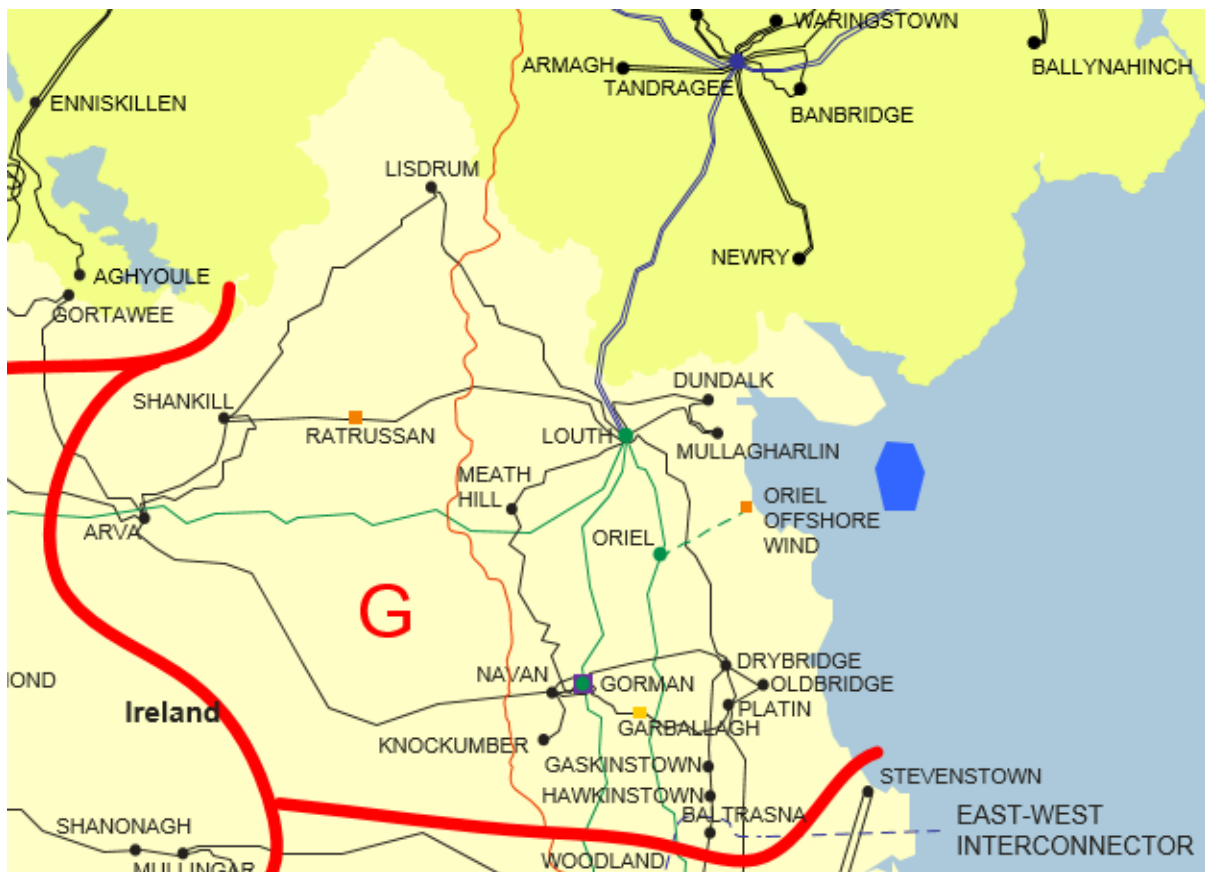 WARINGSTOWN
ARMAGH
TANDRAGEE
BALLYNAHINCH
ENNISKILLEN
BANBRIDGE
LISDRUM
NEWRY
AGHYOULE
GORTAWEE
DUNDALK
SHANKILL
RATRUSSAN
LOUTH
MULLAGHARLIN
MEATH
HILL
ORIEL
OFFSHORE
WIND
ARVA
ORIEL
G
DRYBRIDGE
NAVAN
GORMAN
OLDBRIDGE
MOND
PLATIN
Ireland
GARBALLAGH
KNOCKUMBER
GASKINSTOWN
STEVENSTOWN
HAWKINSTOWN
BALTRASNA
EAST-WEST
INTERCONNECTOR
SHANONAGH
WOODLAND
MULLINGAR